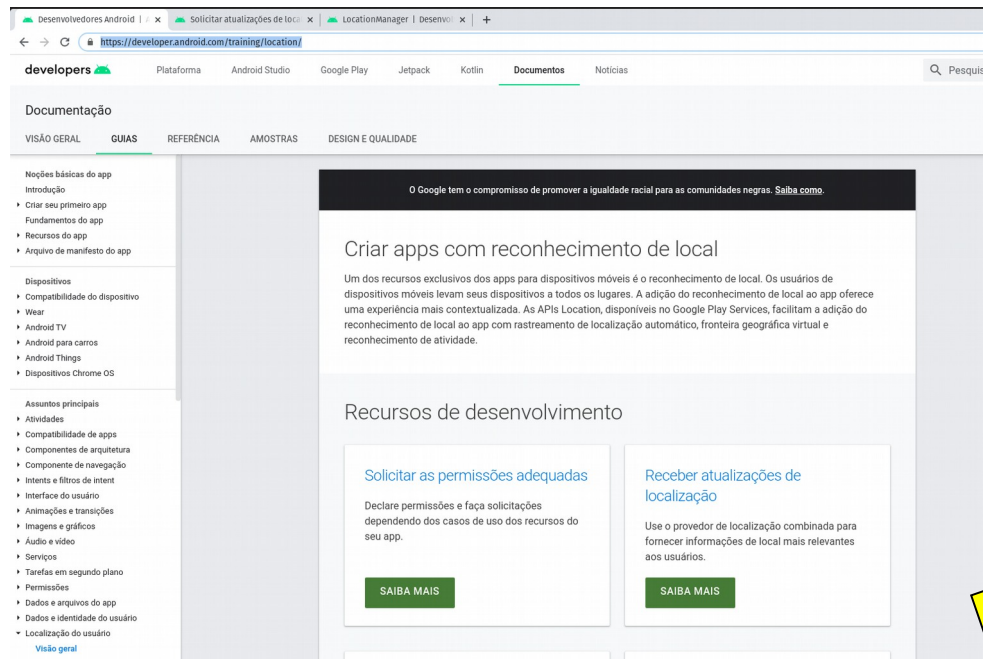 Desenvolvedores Android |
Solicitar atualizações de loca
LocationManager | Desenvo
https://developer.android.com/training/location/
developers
Plataforma Android Studio Google Play Jetpack Kotlin Documentos Notícias
Pesquis
Documentação
VISÃO GERAL GUIAS REFERÊNCIA AMOSTRAS DESIGN E QUALIDADE
Noções básicas do app
Introdução
Criar seu primeiro app
Fundamentos do app
Recursos do app
Arquivo de manifesto do app
Dispositivos
Compatibilidade do dispositivo
Wear
Android TV
Android para carros
Android Things
Dispositivos Chrome OS
Assuntos principais
Atividades
Compatibilidade de apps
Componentes de arquitetura
Componente de navegação
Intents e filtros de intent
Interface do usuário
Animações e transições
Imagens e gráficos
Áudio e vídeo
Serviços
Tarefas em segundo plano
Permissões
Dados e arquivos do app
Dados e identidade do usuário
Localização do usuário
Visão geral
O Google tem o compromisso de promover a igualdade racial para as comunidades negras. Saiba como.
Criar apps com reconhecimento de local
Um dos recursos exclusivos dos apps para dispositivos móveis é o reconhecimento de local. Os usuários de
dispositivos móveis levam seus dispositivos a todos os lugares. A adição do reconhecimento de local ao app oferece
uma experiência mais contextualizada. As APIs Location, disponíveis no Google Play Services, facilitam a adição do
reconhecimento de local ao app com rastreamento de localização automático, fronteira geográfica virtual e
reconhecimento de atividade.
Recursos de desenvolvimento
Solicitar as permissões adequadas
Declare permissões e faça solicitações
dependendo dos casos de uso dos recursos do
seu app.
SAIBA MAIS
Receber atualizações de
localização
Use o provedor de localização combinada para
fornecer informações de local mais relevantes
aos usuários.
SAIBA MAIS